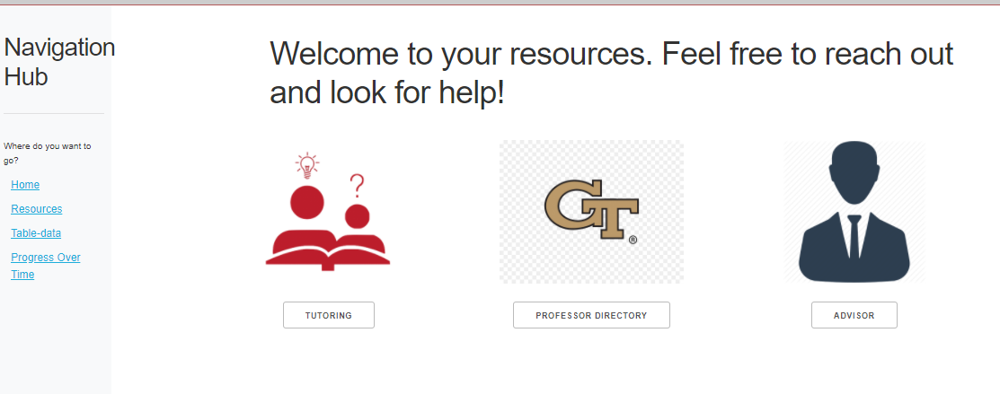 Navigation
Hub
Where do you want to
go?
Home
Resources
Table-data
Progress Over
Time
Welcome to your resources. Feel free to reach out
and look for help!
?
GT®
TUTORING
PROFESSOR DIRECTORY
ADVISOR